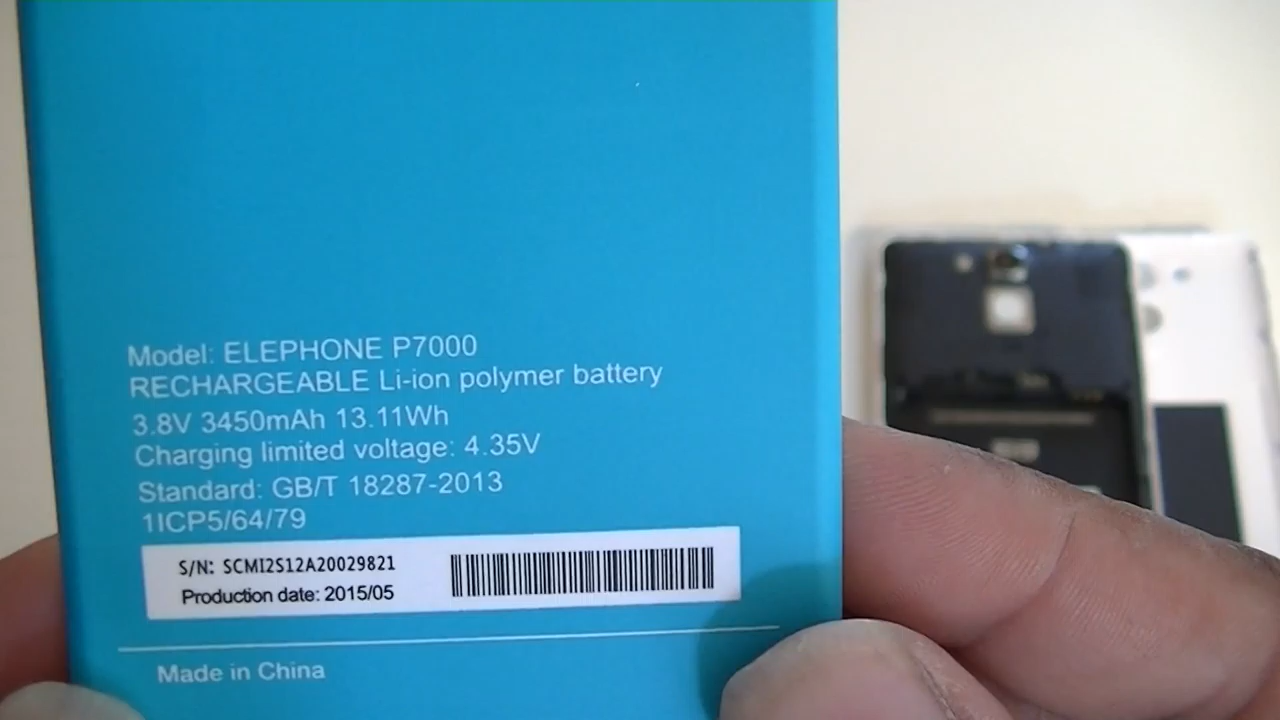 Model: ELEPHONE P7000
RECHARGEABLE Li-ion polymer battery
3.8V 3450mAh 13.11Wh
Charging limited voltage: 4.35V
Standard: GB/T 18287-2013
1ICP5/64/79
S/N: SCMI2S12A20029821
Production date: 2015/05
Made in China